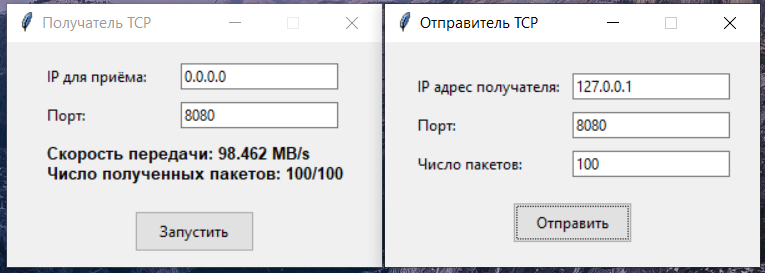 Получатель TCP
IP для приёма: 0.0.0.0
Порт: 8080
Скорость передачи: 98.462 MB/s
Число полученных пакетов: 100/100
Запустить
Отправитель TCP
IP адрес получателя: 127.0.0.1
Порт: 8080
Число пакетов: 100
Отправить